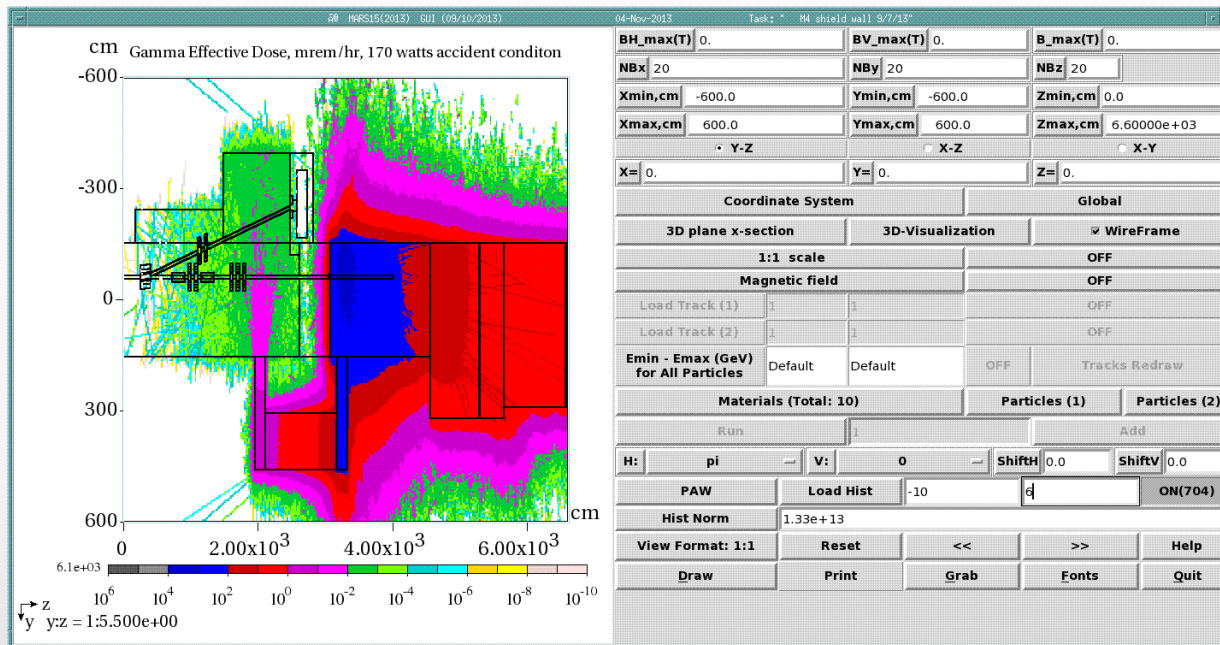 MARS15(2013) GUI (09/10/2013) 04-Nov-2013 Task: " M4 shield wall 9/7/13"
cm Gamma Effective Dose, mrem/hr, 170 watts accident conditon
-600
-300
0
300
600
cm
0 2.00x10³ 4.00x10³ 6.00x10³
6.1e+03
10⁶ 10⁴ 10² 10⁰ 10⁻² 10⁻⁴ 10⁻⁶ 10⁻⁸ 10⁻¹⁰
z
y y:z = 1:5.500e+00
BH_max(T) 0. BV_max(T) 0. B_max(T) 0.
NBx 20 NBy 20 NBz 20
Xmin,cm -600.0 Ymin,cm -600.0 Zmin,cm 0.0
Xmax,cm 600.0 Ymax,cm 600.0 Zmax,cm 6.60000e+03
Y-Z X-Z X-Y
X= 0. Y= 0. Z= 0.
Coordinate System Global
3D plane x-section 3D-Visualization WireFrame
1:1 scale OFF
Magnetic field OFF
Load Track (1) 1 1 OFF
Load Track (2) 1 1 OFF
Emin - Emax (GeV)
for All Particles Default Default OFF Tracks Redraw
Materials (Total: 10) Particles (1) Particles (2)
Run 1 Add
H: pi V: 0 ShiftH 0.0 ShiftV 0.0
PAW Load Hist -10 6 ON(704)
Hist Norm 1.33e+13
View Format: 1:1 Reset << >> Help
Draw Print Grab Fonts Quit